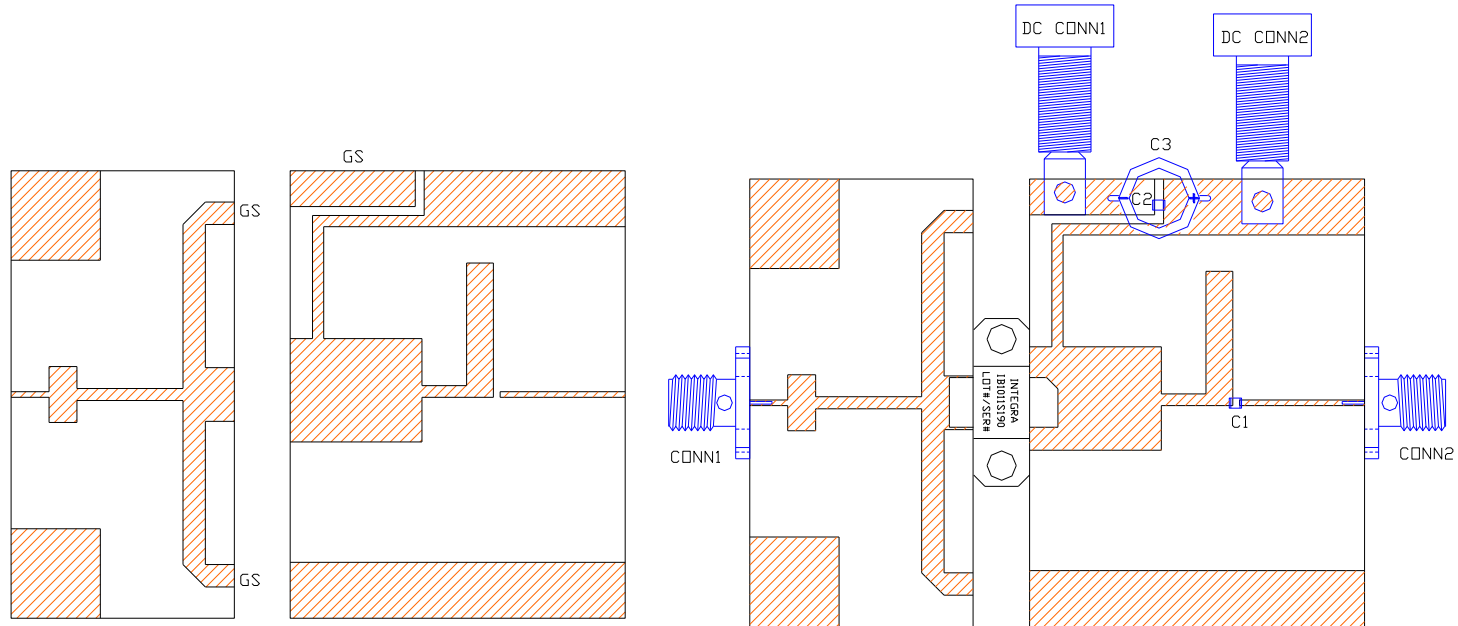 DC CONN1
DC CONN2
GS
C3
GS
C2
INTEGRA
IB1011S190
LOT#/SER#
C1
CONN1
CONN2
GS